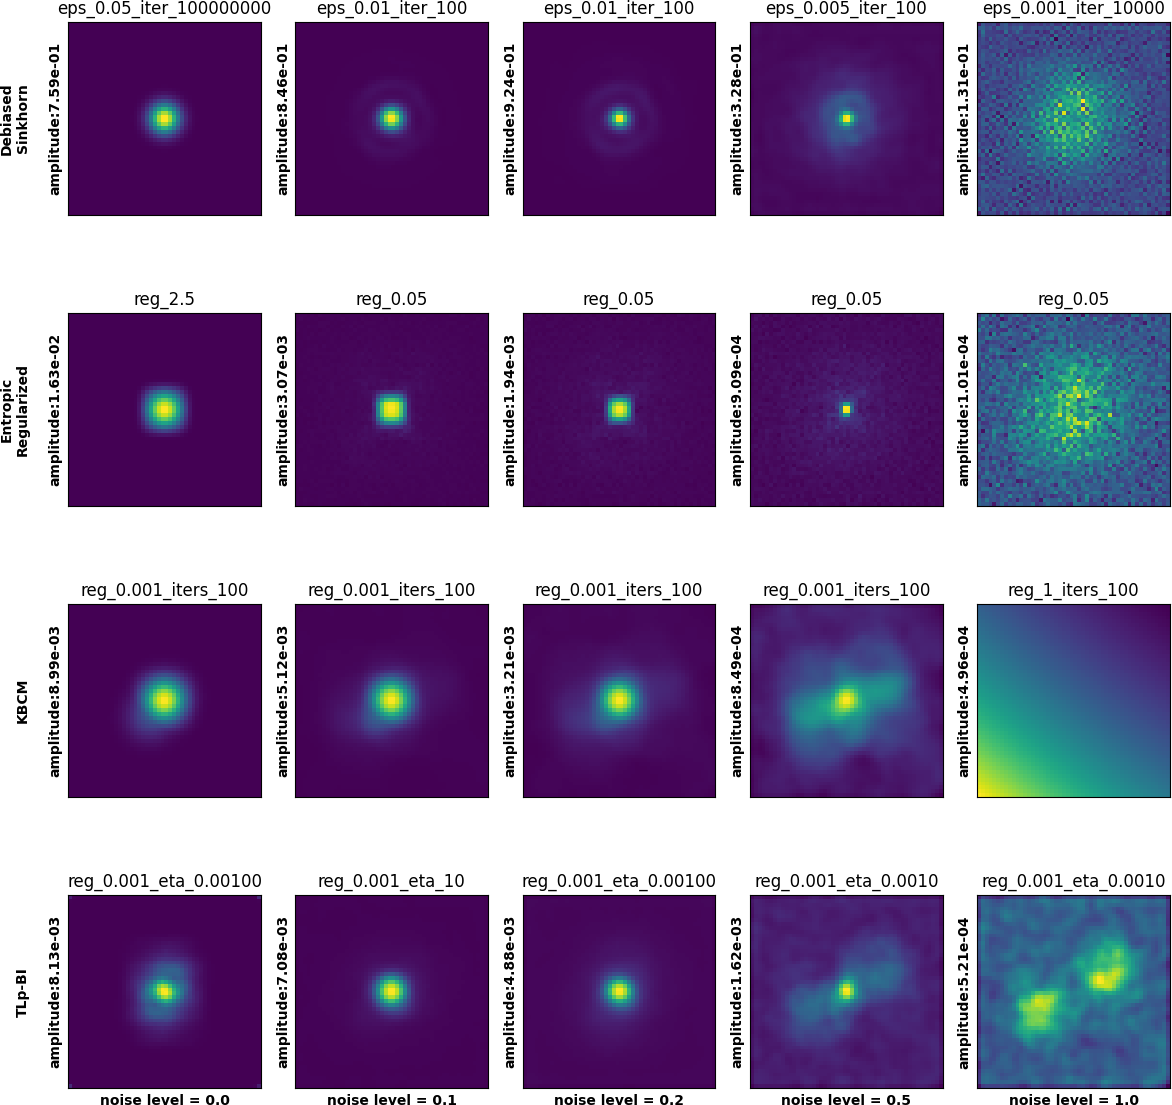 eps_0.05_iter_100000000
eps_0.01_iter_100
eps_0.01_iter_100
eps_0.005_iter_100
eps_0.001_iter_10000
Debiased
Sinkhorn
amplitude:7.59e-01
amplitude:8.46e-01
amplitude:9.24e-01
amplitude:3.28e-01
amplitude:1.31e-01
reg_2.5
reg_0.05
reg_0.05
reg_0.05
reg_0.05
Entropic
Regularized
amplitude:1.63e-02
amplitude:3.07e-03
amplitude:1.94e-03
amplitude:9.09e-04
amplitude:1.01e-04
reg_0.001_iters_100
reg_0.001_iters_100
reg_0.001_iters_100
reg_0.001_iters_100
reg_1_iters_100
KBCM
amplitude:8.99e-03
amplitude:5.12e-03
amplitude:3.21e-03
amplitude:8.49e-04
amplitude:4.96e-04
reg_0.001_eta_0.00100
reg_0.001_eta_10
reg_0.001_eta_0.00100
reg_0.001_eta_0.0010
reg_0.001_eta_0.0010
TLp-BI
amplitude:8.13e-03
amplitude:7.08e-03
amplitude:4.88e-03
amplitude:1.62e-03
amplitude:5.21e-04
noise level = 0.0
noise level = 0.1
noise level = 0.2
noise level = 0.5
noise level = 1.0